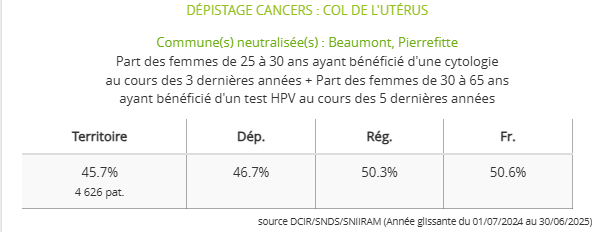 DÉPISTAGE CANCERS : COL DE L'UTÉRUS
Commune(s) neutralisée(s) : Beaumont, Pierrefitte
Part des femmes de 25 à 30 ans ayant bénéficié d'une cytologie
au cours des 3 dernières années + Part des femmes de 30 à 65 ans
ayant bénéficié d'un test HPV au cours des 5 dernières années
Territoire Dép. Rég. Fr.
45.7% 46.7% 50.3% 50.6%
4 626 pat.
source DCIR/SNDS/SNIIRAM (Année glissante du 01/07/2024 au 30/06/2025)